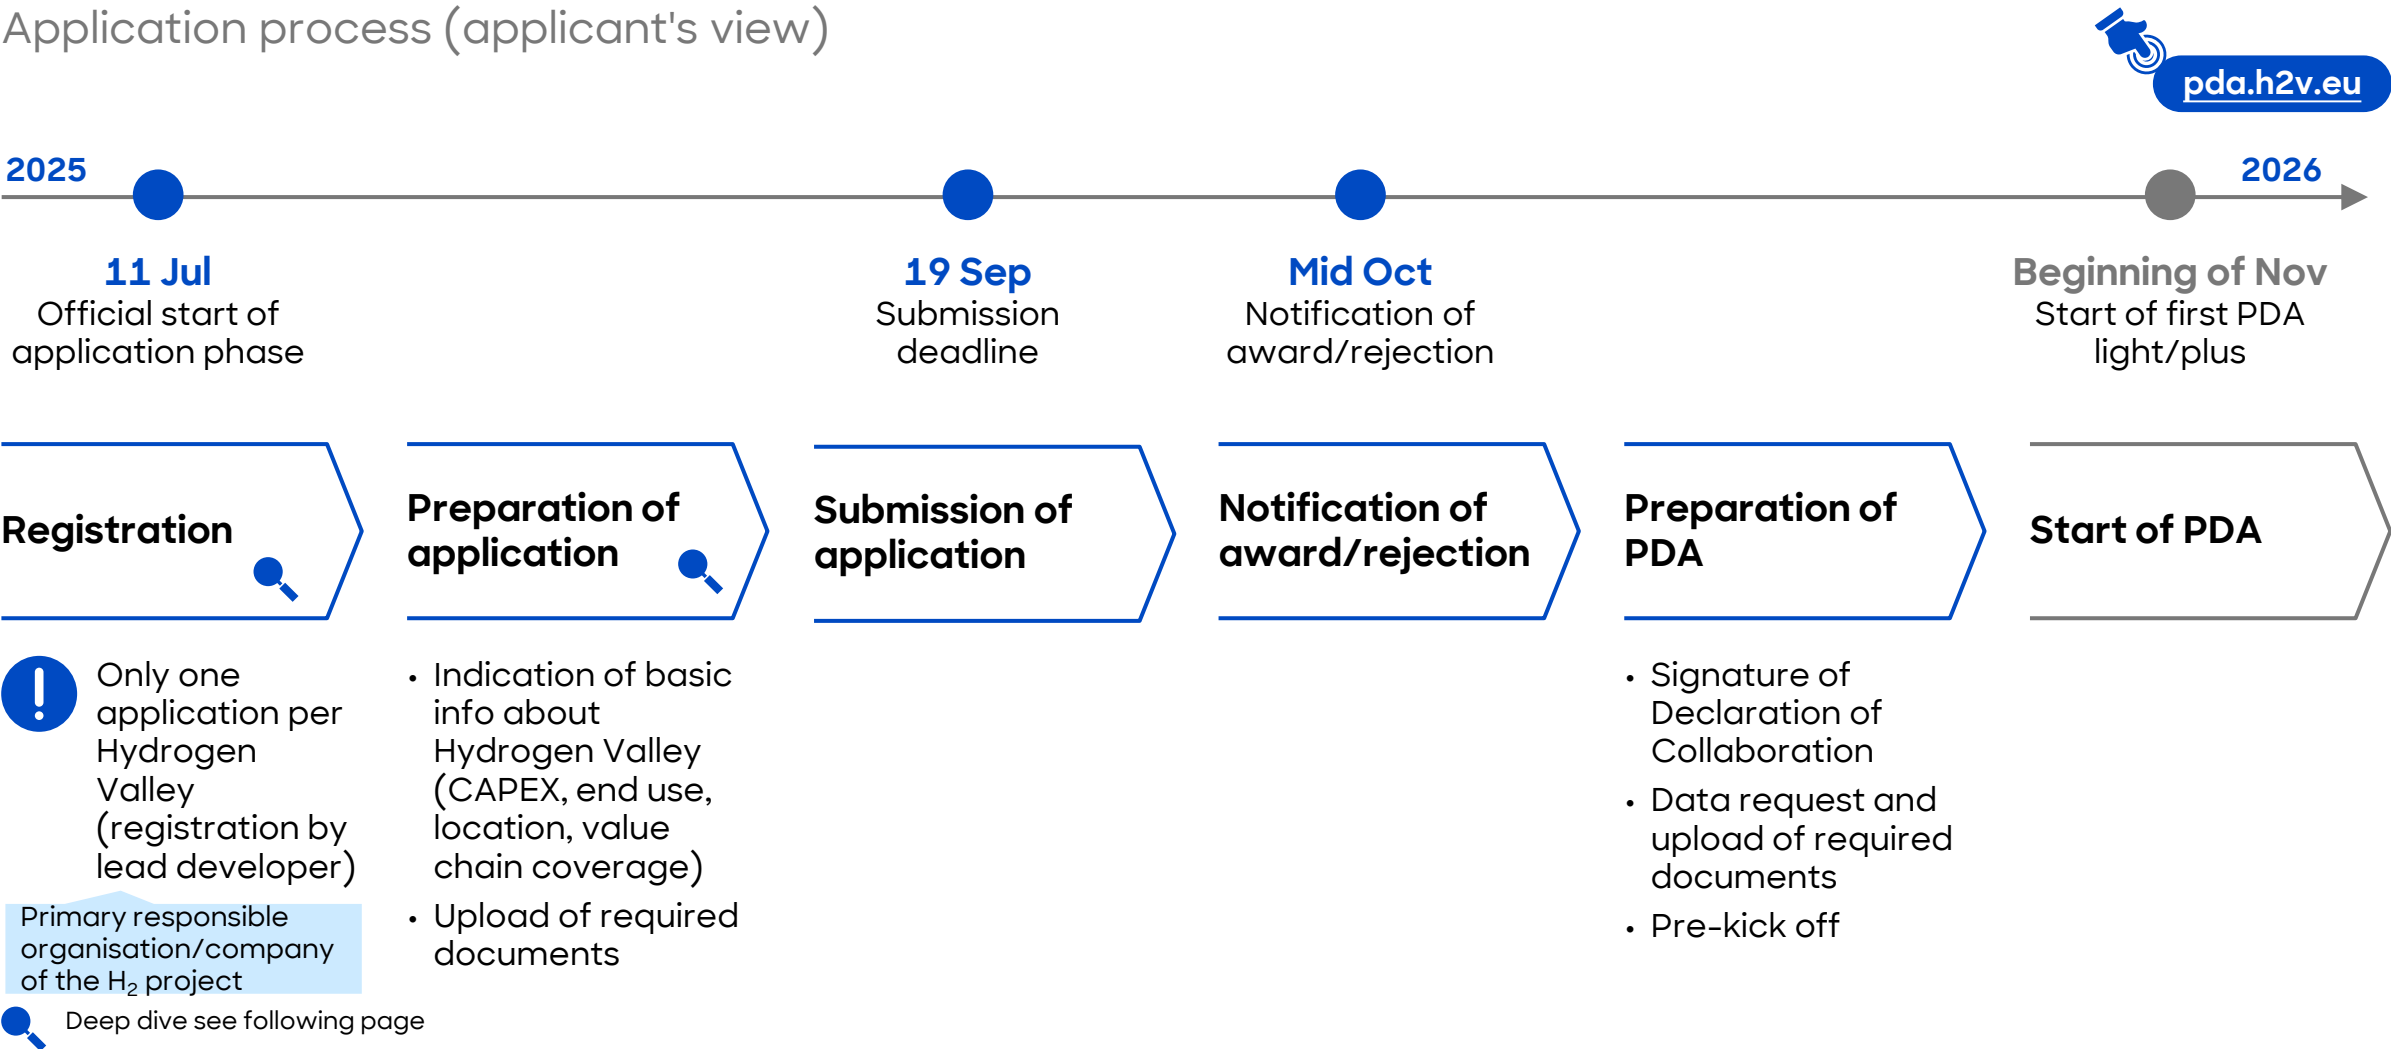 Application process (applicant's view)
pda.h2v.eu
2025
2026
11 Jul
Official start of
application phase
19 Sep
Submission
deadline
Mid Oct
Notification of
award/rejection
Beginning of Nov
Start of first PDA
light/plus
Registration
Preparation of
application
Submission of
application
Notification of
award/rejection
Preparation of
PDA
Start of PDA
Only one
application per
Hydrogen
Valley
(registration by
lead developer)
Primary responsible
organisation/company
of the H₂ project
• Indication of basic
info about
Hydrogen Valley
(CAPEX, end use,
location, value
chain coverage)
• Upload of required
documents
• Signature of
Declaration of
Collaboration
• Data request and
upload of required
documents
• Pre-kick off
Deep dive see following page